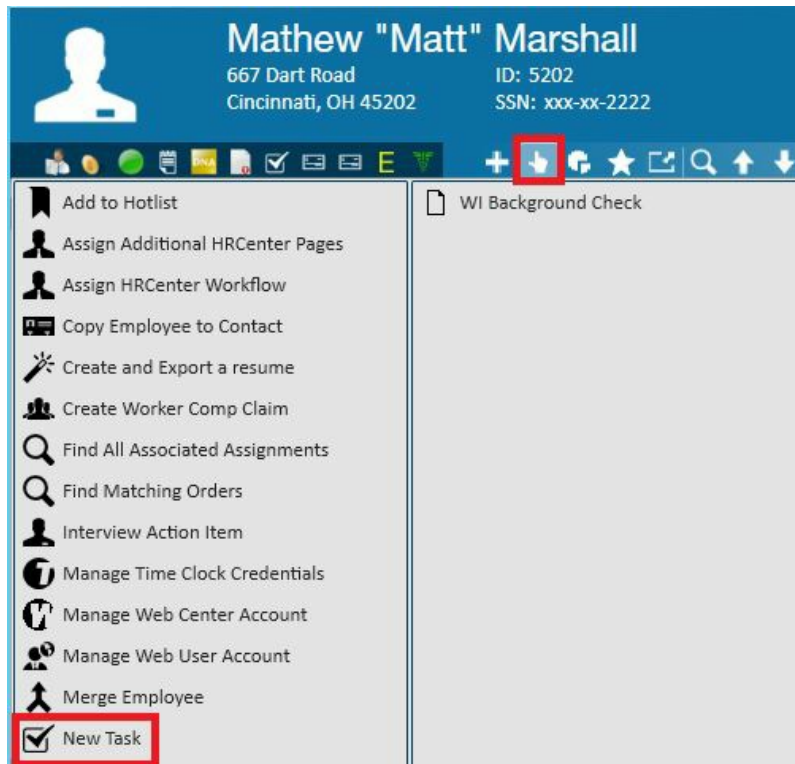 Mathew "Matt" Marshall
667 Dart Road
ID: 5202
Cincinnati, OH 45202
SSN: xxx-xx-2222
DNA
E
Add to Hotlist
WI Background Check
Assign Additional HRCenter Pages
Assign HRCenter Workflow
Copy Employee to Contact
Create and Export a resume
Create Worker Comp Claim
Find All Associated Assignments
Find Matching Orders
Interview Action Item
Manage Time Clock Credentials
Manage Web Center Account
Manage Web User Account
Merge Employee
New Task